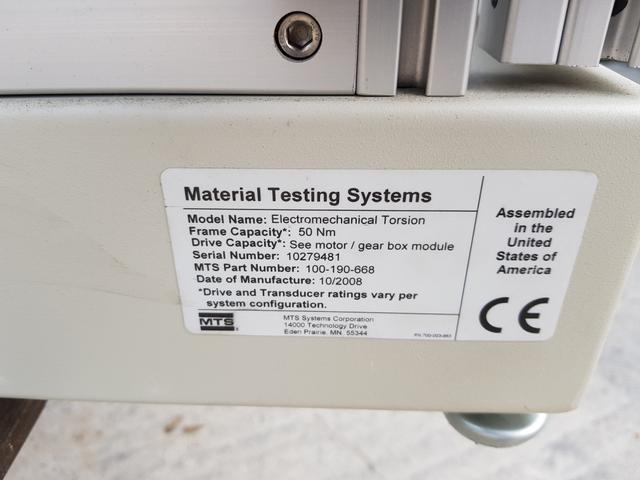 Material Testing Systems
Model Name: Electromechanical Torsion
Frame Capacity*: 50 Nm
Drive Capacity*: See motor / gear box module
Serial Number: 10279481
MTS Part Number: 100-190-668
Date of Manufacture: 10/2008
*Drive and Transducer ratings vary per
system configuration.
MTS
MTS Systems Corporation
14000 Technology Drive
Eden Prairie, MN. 55344
Assembled
in the
United
States of
America
CE